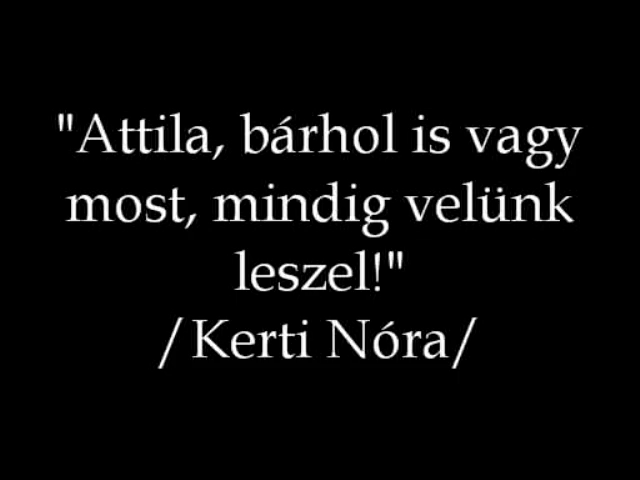 "Attila, bárhol is vagy
most, mindig velünk
leszel!"
/Kerti Nóra/